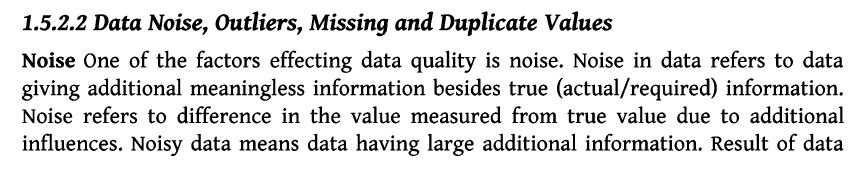 1.5.2.2 Data Noise, Outliers, Missing and Duplicate Values
Noise One of the factors effecting data quality is noise. Noise in data refers to data
giving additional meaningless information besides true (actual/required) information.
Noise refers to difference in the value measured from true value due to additional
influences. Noisy data means data having large additional information. Result of data